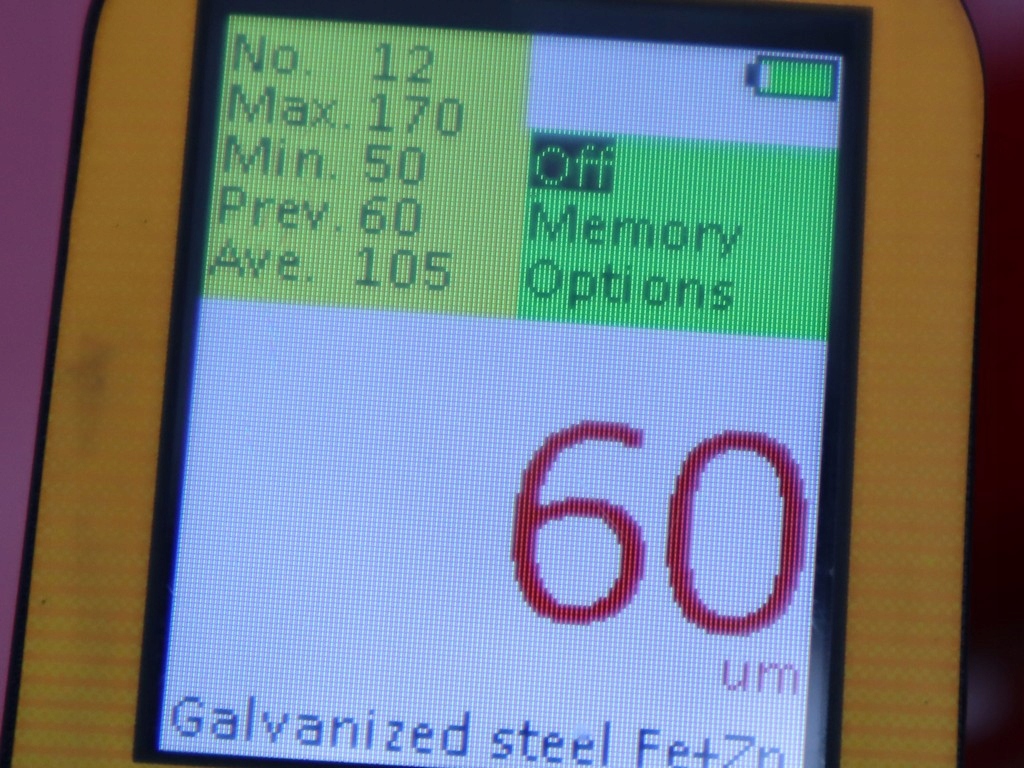 No. 12
Max. 170
Min. 50
Prev. 60
Ave. 105
Off
Memory
Options
60
um
Galvanized steel Fe+Zn